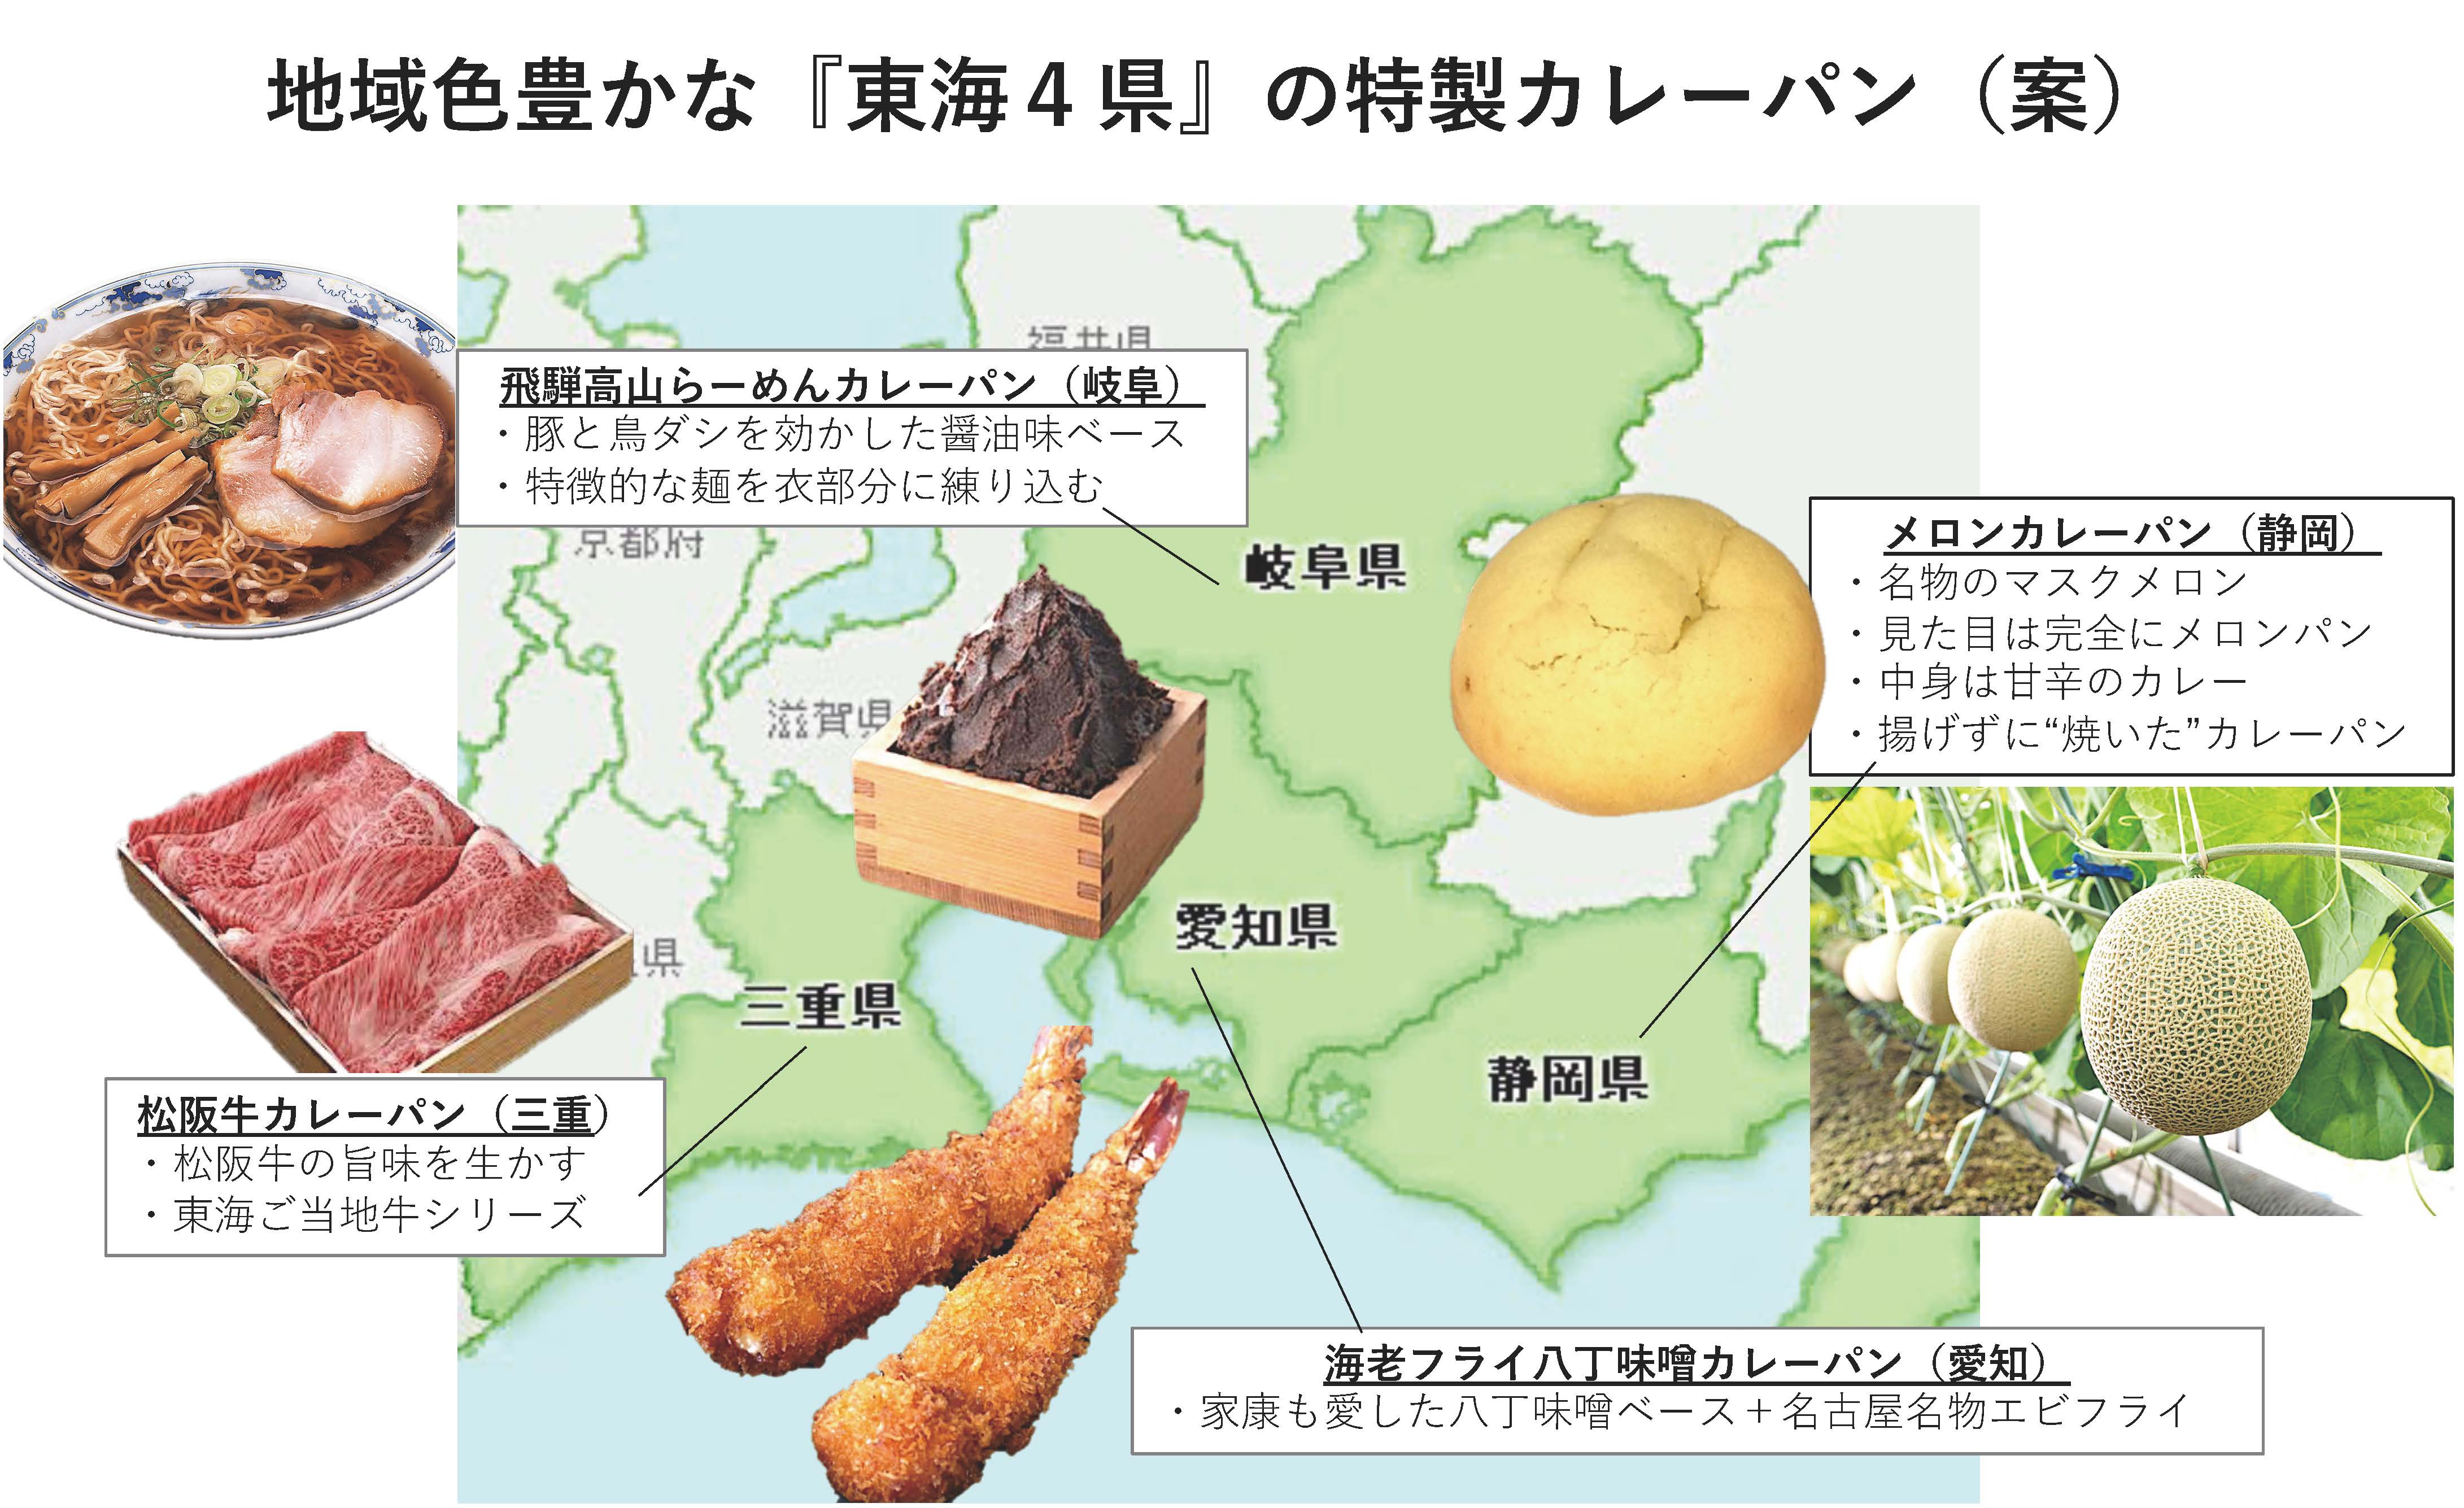 地域色豊かな『東海４県』の特製カレーパン（案）
福井県
飛騨高山らーめんカレーパン（岐阜）
・豚と鳥ダシを効かした醤油味ベース
・特徴的な麺を衣部分に練り込む
京都府
岐阜県
メロンカレーパン（静岡）
・名物のマスクメロン
・見た目は完全にメロンパン
・中身は甘辛のカレー
・揚げずに“焼いた”カレーパン
滋賀県
愛知県
県
三重県
静岡県
松阪牛カレーパン（三重）
・松阪牛の旨味を生かす
・東海ご当地牛シリーズ
海老フライ八丁味噌カレーパン（愛知）
・家康も愛した八丁味噌ベース＋名古屋名物エビフライ